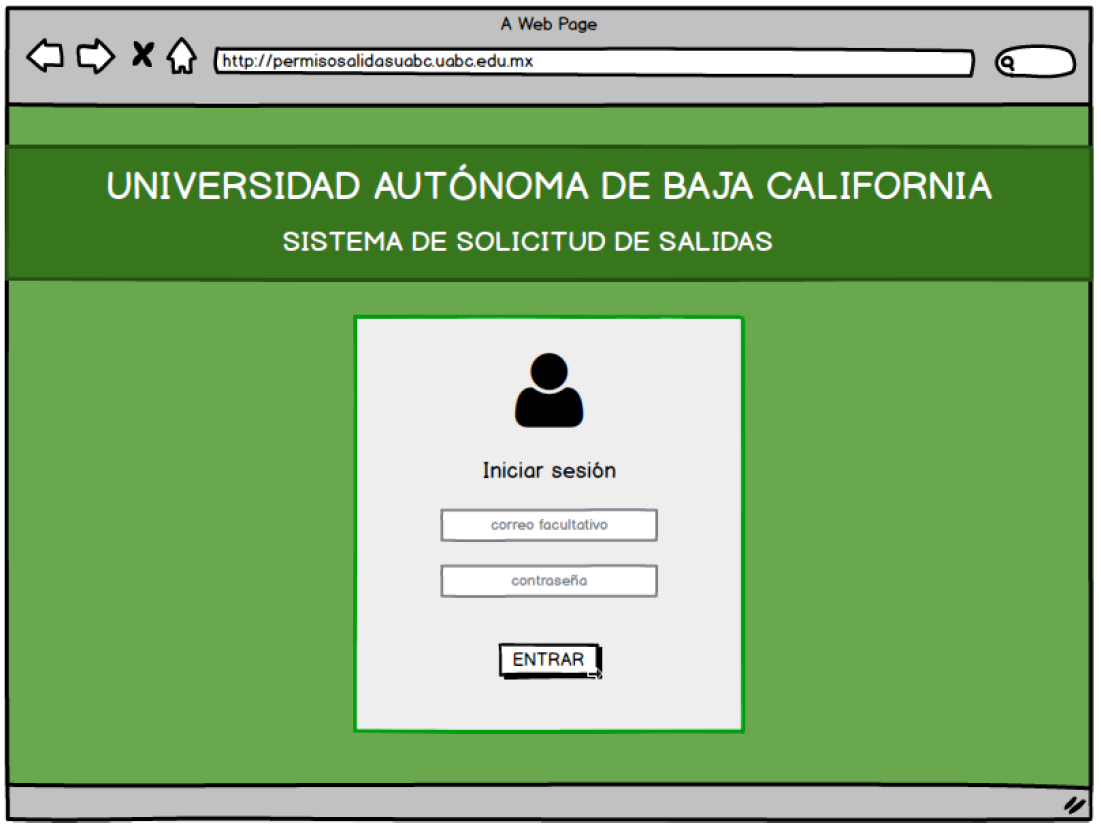 A Web Page
http://permisosalidasuabc.uabc.edu.mx
UNIVERSIDAD AUTÓNOMA DE BAJA CALIFORNIA
SISTEMA DE SOLICITUD DE SALIDAS
Iniciar sesión
correo facultativo
contraseña
ENTRAR